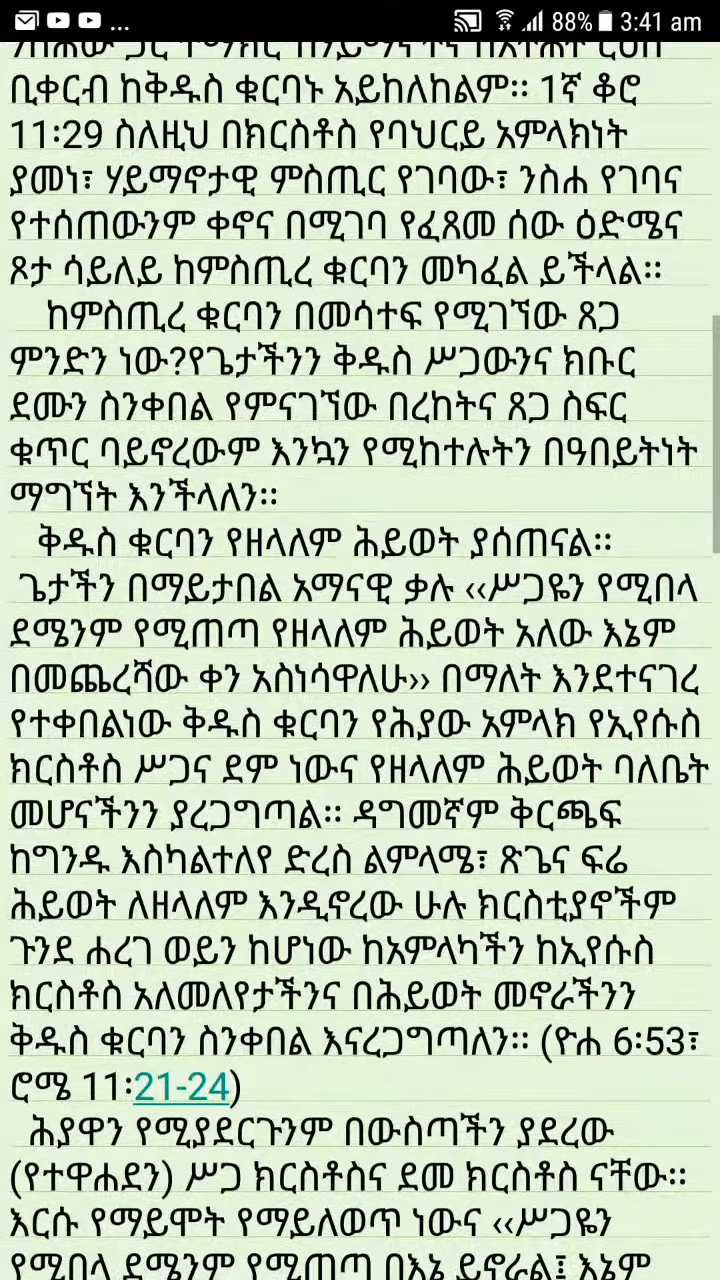 ... 88% 3:41 am
ቢቀርብ ከቅዱስ ቁርባኑ አይከለከልም። 1ኛ ቆሮ
11፡29 ስለዚህ በክርስቶስ የባህርይ አምላክነት
ያመነ፣ ሃይማኖታዊ ምስጢር የገባው፣ ንስሐ የገባና
የተሰጠውንም ቀኖና በሚገባ የፈጸመ ሰው ዕድሜና
ጾታ ሳይለይ ከምስጢረ ቁርባን መካፈል ይችላል።
ከምስጢረ ቁርባን በመሳተፍ የሚገኘው ጸጋ
ምንድን ነው?የጌታችንን ቅዱስ ሥጋውንና ክቡር
ደሙን ስንቀበል የምናገኘው በረከትና ጸጋ ስፍር
ቁጥር ባይኖረውም እንኳን የሚከተሉትን በዓበይትነት
ማግኘት እንችላለን።
ቅዱስ ቁርባን የዘላለም ሕይወት ያሰጠናል።
ጌታችን በማይታበል አማናዊ ቃሉ ‹‹ሥጋዬን የሚበላ
ደሜንም የሚጠጣ የዘላለም ሕይወት አለው እኔም
በመጨረሻው ቀን አስነሳዋለሁ›› በማለት እንደተናገረ
የተቀበልነው ቅዱስ ቁርባን የሕያው አምላክ የኢየሱስ
ክርስቶስ ሥጋና ደም ነውና የዘላለም ሕይወት ባለቤት
መሆናችንን ያረጋግጣል። ዳግመኛም ቅርጫፍ
ከግንዱ እስካልተለየ ድረስ ልምላሜ፣ ጽጌና ፍሬ
ሕይወት ለዘላለም እንዲኖረው ሁሉ ክርስቲያኖችም
ጉንደ ሐረገ ወይን ከሆነው ከአምላካችን ከኢየሱስ
ክርስቶስ አለመለየታችንና በሕይወት መኖራችንን
ቅዱስ ቁርባን ስንቀበል እናረጋግጣለን። (ዮሐ 6፡53፣
ሮሜ 11፡21-24)
ሕያዋን የሚያደርጉንም በውስጣችን ያደረው
(የተዋሐደን) ሥጋ ክርስቶስና ደመ ክርስቶስ ናቸው።
እርሱ የማይሞት የማይለወጥ ነውና ‹‹ሥጋዬን
የሚበላ ደሜንም የሚጠጣ በእኔ ይኖራል፤ እኔም